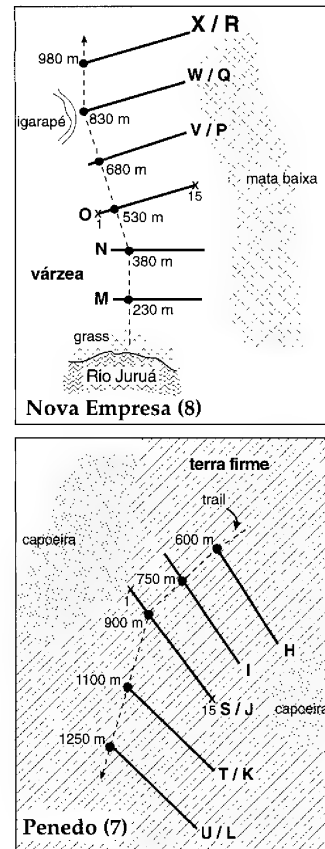 X / R
980 m
W / Q
igarapé
830 m
V / P
680 m
mata baixa
15
O
1
530 m
N
380 m
várzea
M
230 m
grass
Rio Juruá
Nova Empresa (8)
terra firme
trail
capoeira
600 m
750 m
1
900 m
H
I
capoeira
15
S / J
1100 m
1250 m
T / K
Penedo (7)
U / L